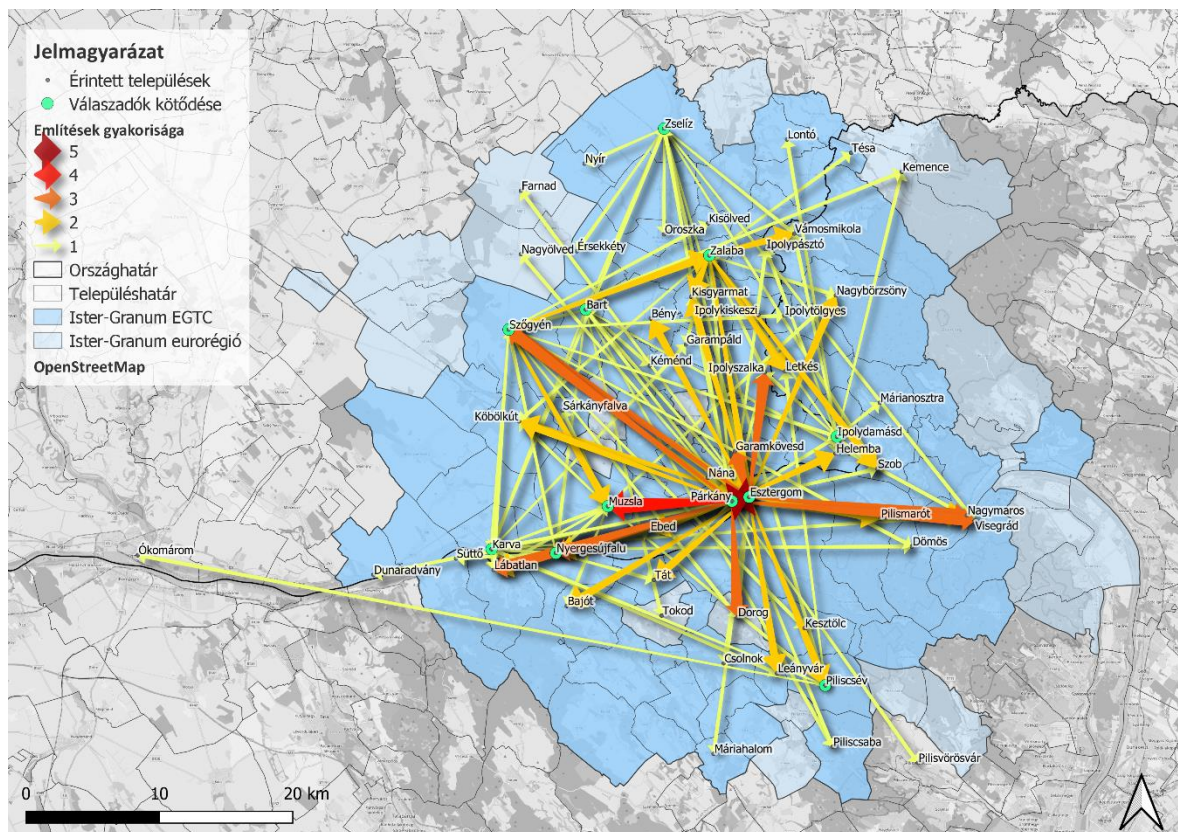 Jelmagyarázat
Érintett települések
Válaszadók kötődése
Említések gyakorisága
5
4
3
2
1
Országhatár
Településhatár
Ister-Granum EGTC
Ister-Granum eurorégió
OpenStreetMap
Zselíz
Lontó
Tésa
Nyír
Kemence
Farnad
Kisölved
Oroszka
Vámosmikola
Nagyölved
Érsekkéty
Ipolypásztó
Zalaba
Kisgyarmat
Nagybörzsöny
Bart
Bény
Ipolykiskeszi
Ipolytölgyes
Szőgyén
Garampáld
Kéménd
Ipolyszalka
Letkés
Sárkányfalva
Márianosztra
Köbölkút
Ipolydamásd
Garamkövesd
Helemba
Nána
Szob
Muzsla
Párkány
Esztergom
Nagymaros
Ebed
Pilismarót
Visegrád
Ókomárom
Karva
Nyergesújfalu
Dömös
Süttő
Lábatlan
Dunaradvány
Tát
Bajót
Tokod
Dorog
Kesztölc
Csolnok
Leányvár
Piliscsév
Máriahalom
Piliscsaba
Pilisvörösvár
0 10 20 km